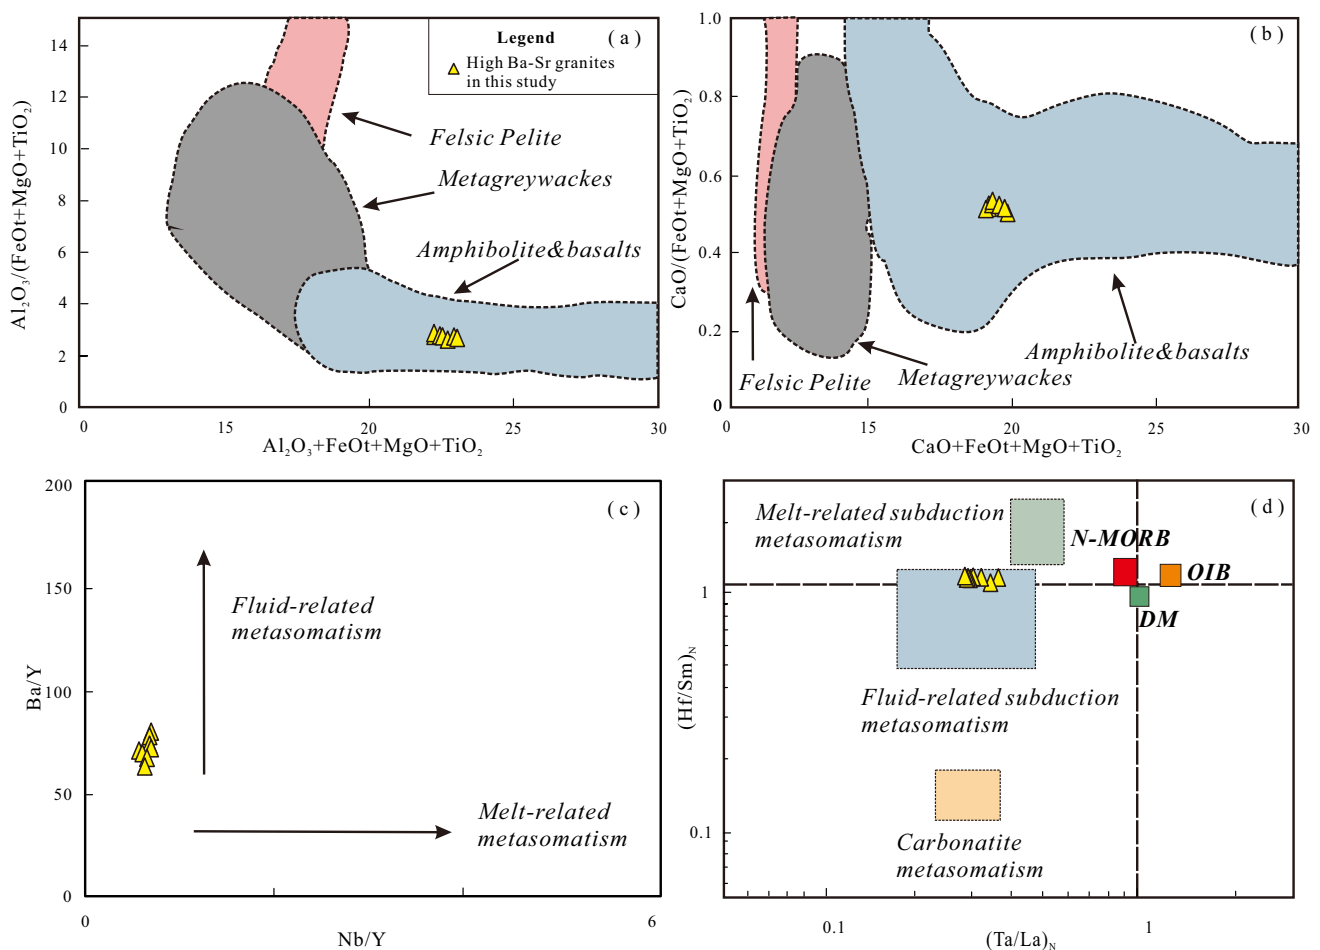 14
12
10
8
6
4
2
0
Al₂O₃/(FeOt+MgO+TiO₂)
( a )
Legend
High Ba-Sr granites
in this study
Felsic Pelite
Metagreywackes
Amphibolite&basalts
0
15
20
25
30
Al₂O₃+FeOt+MgO+TiO₂
1.0
0.8
0.6
0.4
0.2
0
CaO/(FeOt+MgO+TiO₂)
( b )
Amphibolite&basalts
Metagreywackes
Felsic Pelite
0
15
20
25
30
CaO+FeOt+MgO+TiO₂
200
150
100
50
0
Ba/Y
( c )
Fluid-related
metasomatism
Melt-related
metasomatism
0
6
Nb/Y
1
0.1
(Hf/Sm)N
( d )
Melt-related subduction
metasomatism
N-MORB
OIB
DM
Fluid-related subduction
metasomatism
Carbonatite
metasomatism
0.1
1
(Ta/La)N